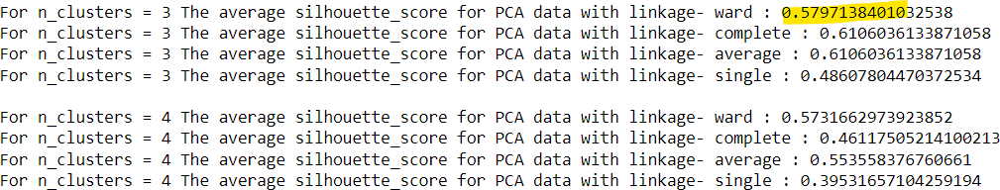 For n_clusters = 3 The average silhouette_score for PCA data with linkage- ward : 0.5797138401032538
For n_clusters = 3 The average silhouette_score for PCA data with linkage- complete : 0.6106036133871058
For n_clusters = 3 The average silhouette_score for PCA data with linkage- average : 0.6106036133871058
For n_clusters = 3 The average silhouette_score for PCA data with linkage- single : 0.48607804470372534
For n_clusters = 4 The average silhouette_score for PCA data with linkage- ward : 0.5731662973923852
For n_clusters = 4 The average silhouette_score for PCA data with linkage- complete : 0.46117505214100213
For n_clusters = 4 The average silhouette_score for PCA data with linkage- average : 0.553558376760661
For n_clusters = 4 The average silhouette_score for PCA data with linkage- single : 0.39531657104259194